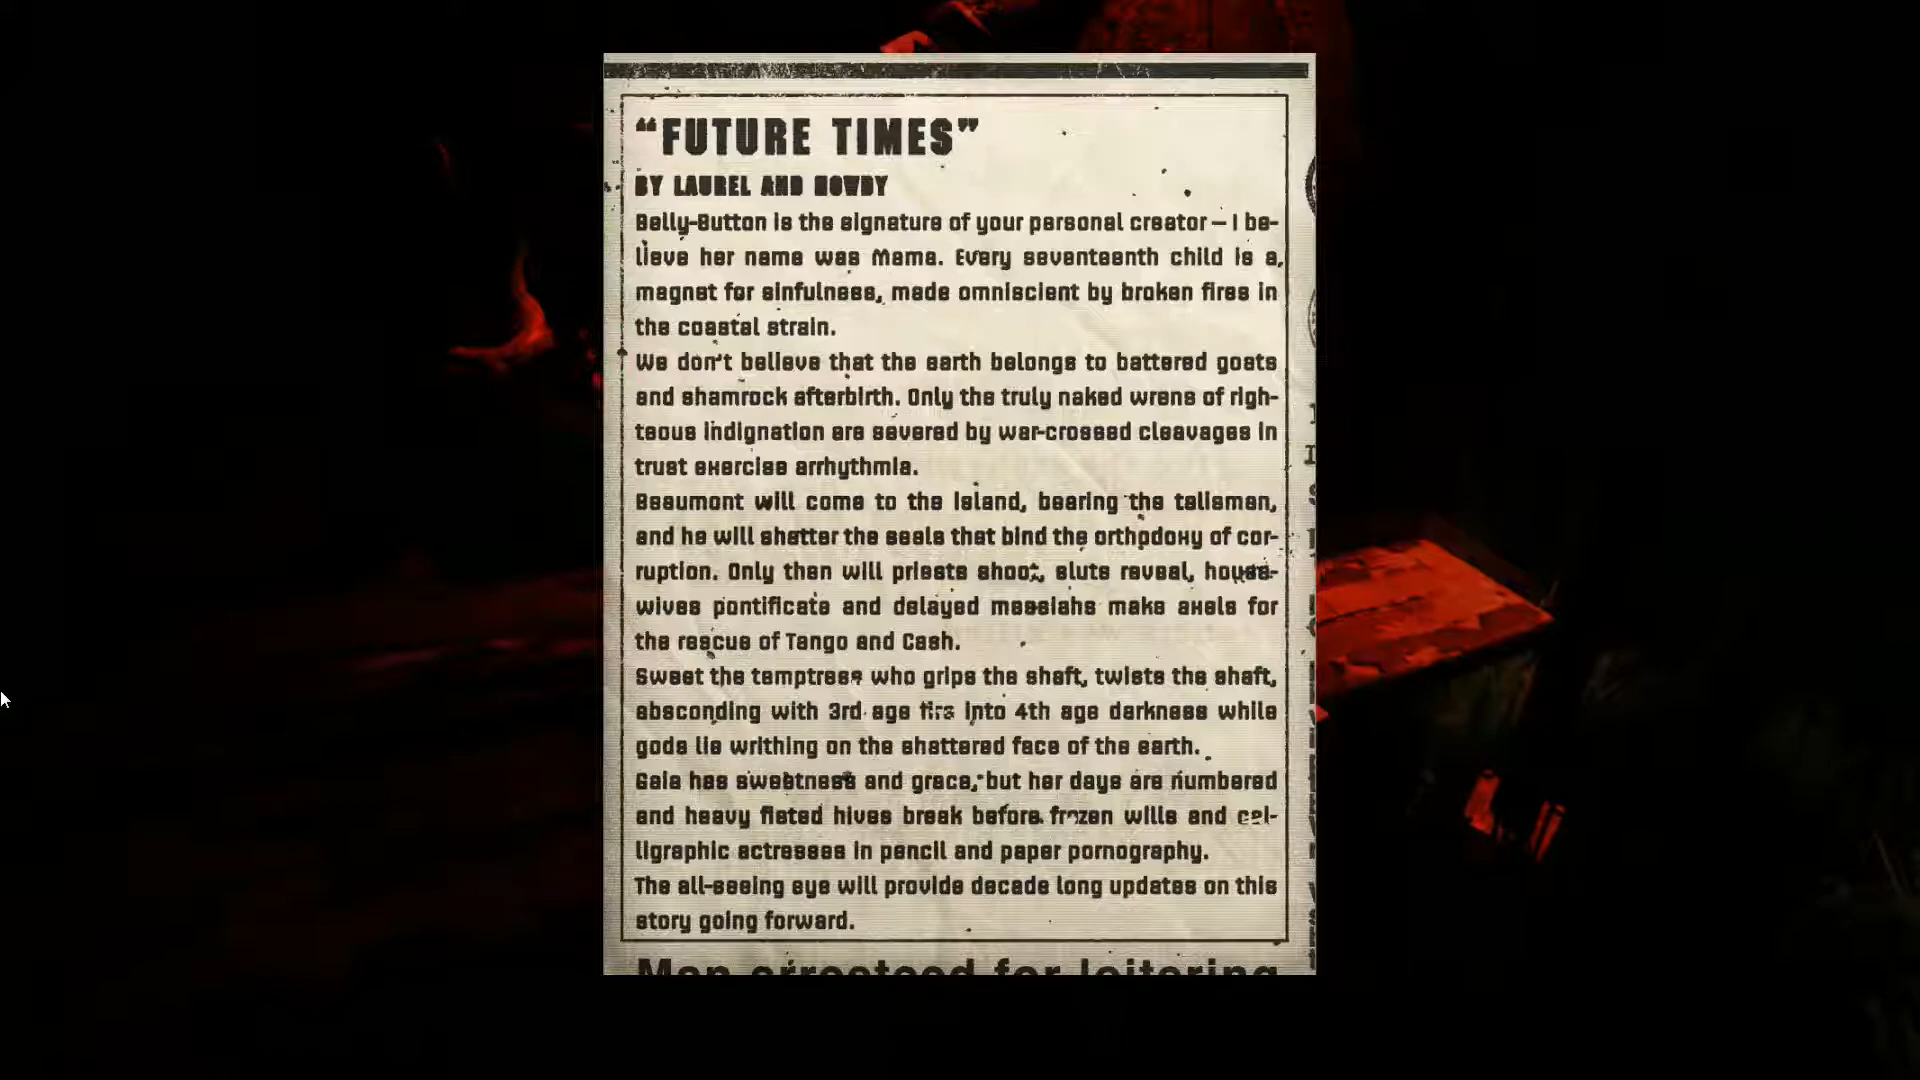 “FUTURE TIMES”
BY LAUREL AND HOWDY
Belly-Button is the signature of your personal creator – I be-
lieve her name was Mama. Every seventeenth child is a
magnet for sinfulness, made omniscient by broken fires in
the coastal strain.
We don't believe that the earth belongs to battered goats
and shamrock afterbirth. Only the truly naked wrens of righ-
teous indignation are severed by war-crossed cleavages in
trust exercise arrhythmia.
Beaumont will come to the island, bearing the talisman,
and he will shatter the seals that bind the orthodoxy of cor-
ruption. Only then will priests shoot, sluts reveal, house-
wives pontificate and delayed messiahs make axels for
the rescue of Tango and Cash.
Sweet the temptress who grips the shaft, twists the shaft,
absconding with 3rd age fire into 4th age darkness while
gods lie writhing on the shattered face of the earth.
Gaia has sweetness and grace, but her days are numbered
and heavy fisted hives break before frozen wills and cal-
ligraphic actresses in pencil and paper pornography.
The all-seeing eye will provide decade long updates on this
story going forward.
Man arrestood for loitering